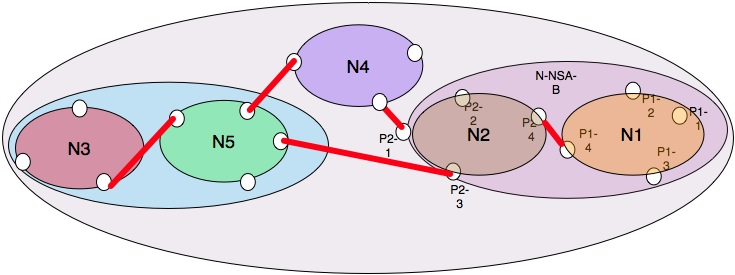 N4
N-NSA-
B
P2-
2
P1-
2
P1-
1
P2-
4
N3
N5
P2-
1
N2
P1-
4
N1
P1-
3
P2-
3